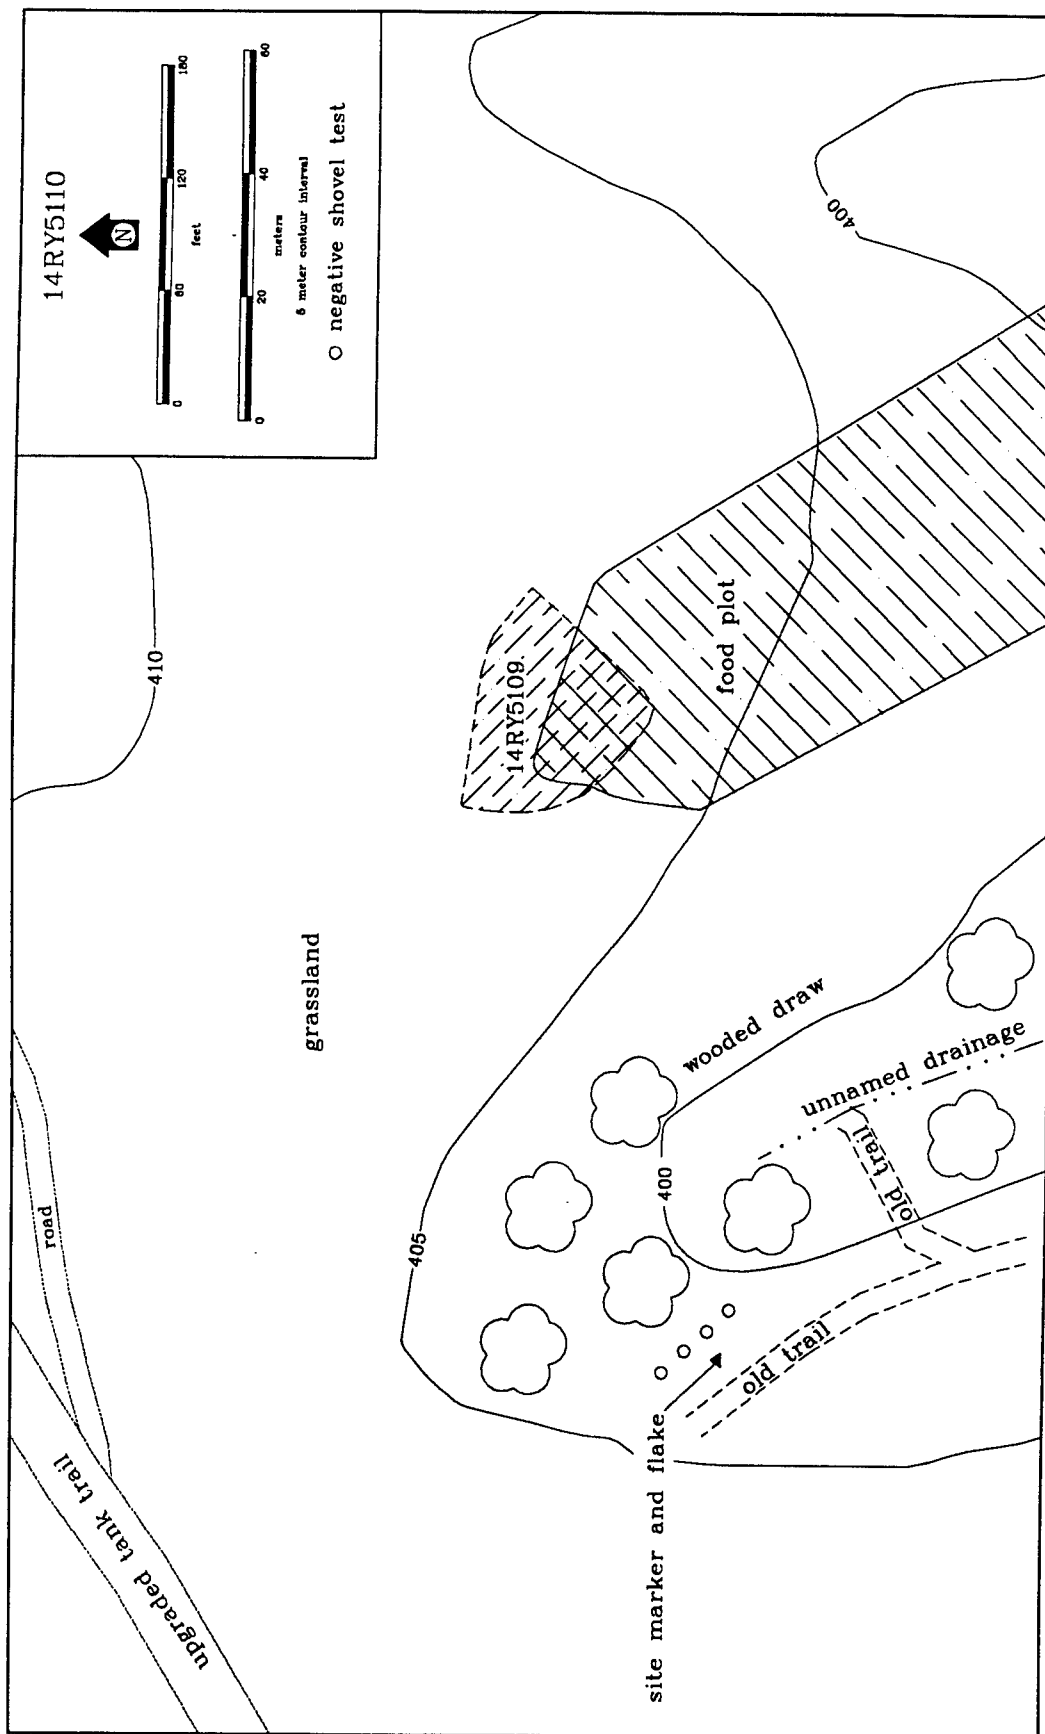 14RY5110
N
0 60 120 180
feet
0 20 40 60
meters
5 meter contour interval
negative shovel test
410
grassland
road
upgraded tank trail
405
14RY5109
food plot
400
wooded draw
400
unnamed drainage
old trail
old trail
site marker and flake